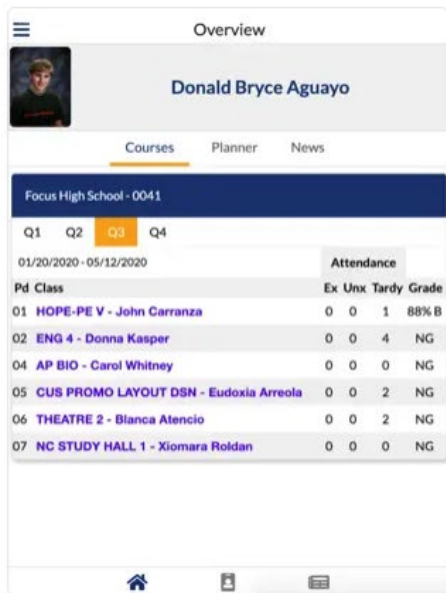 Overview
Donald Bryce Aguayo
Courses Planner News
Focus High School - 0041
Q1 Q2 Q3 Q4
01/20/2020 - 05/12/2020 Attendance
Pd Class Ex Unx Tardy Grade
01 HOPE-PE V - John Carranza 0 0 1 88% B
02 ENG 4 - Donna Kasper 0 0 4 NG
04 AP BIO - Carol Whitney 0 0 0 NG
05 CUS PROMO LAYOUT DSN - Eudoxia Arreola 0 0 2 NG
06 THEATRE 2 - Blanca Atencio 0 0 2 NG
07 NC STUDY HALL 1 - Xiomara Roldan 0 0 0 NG